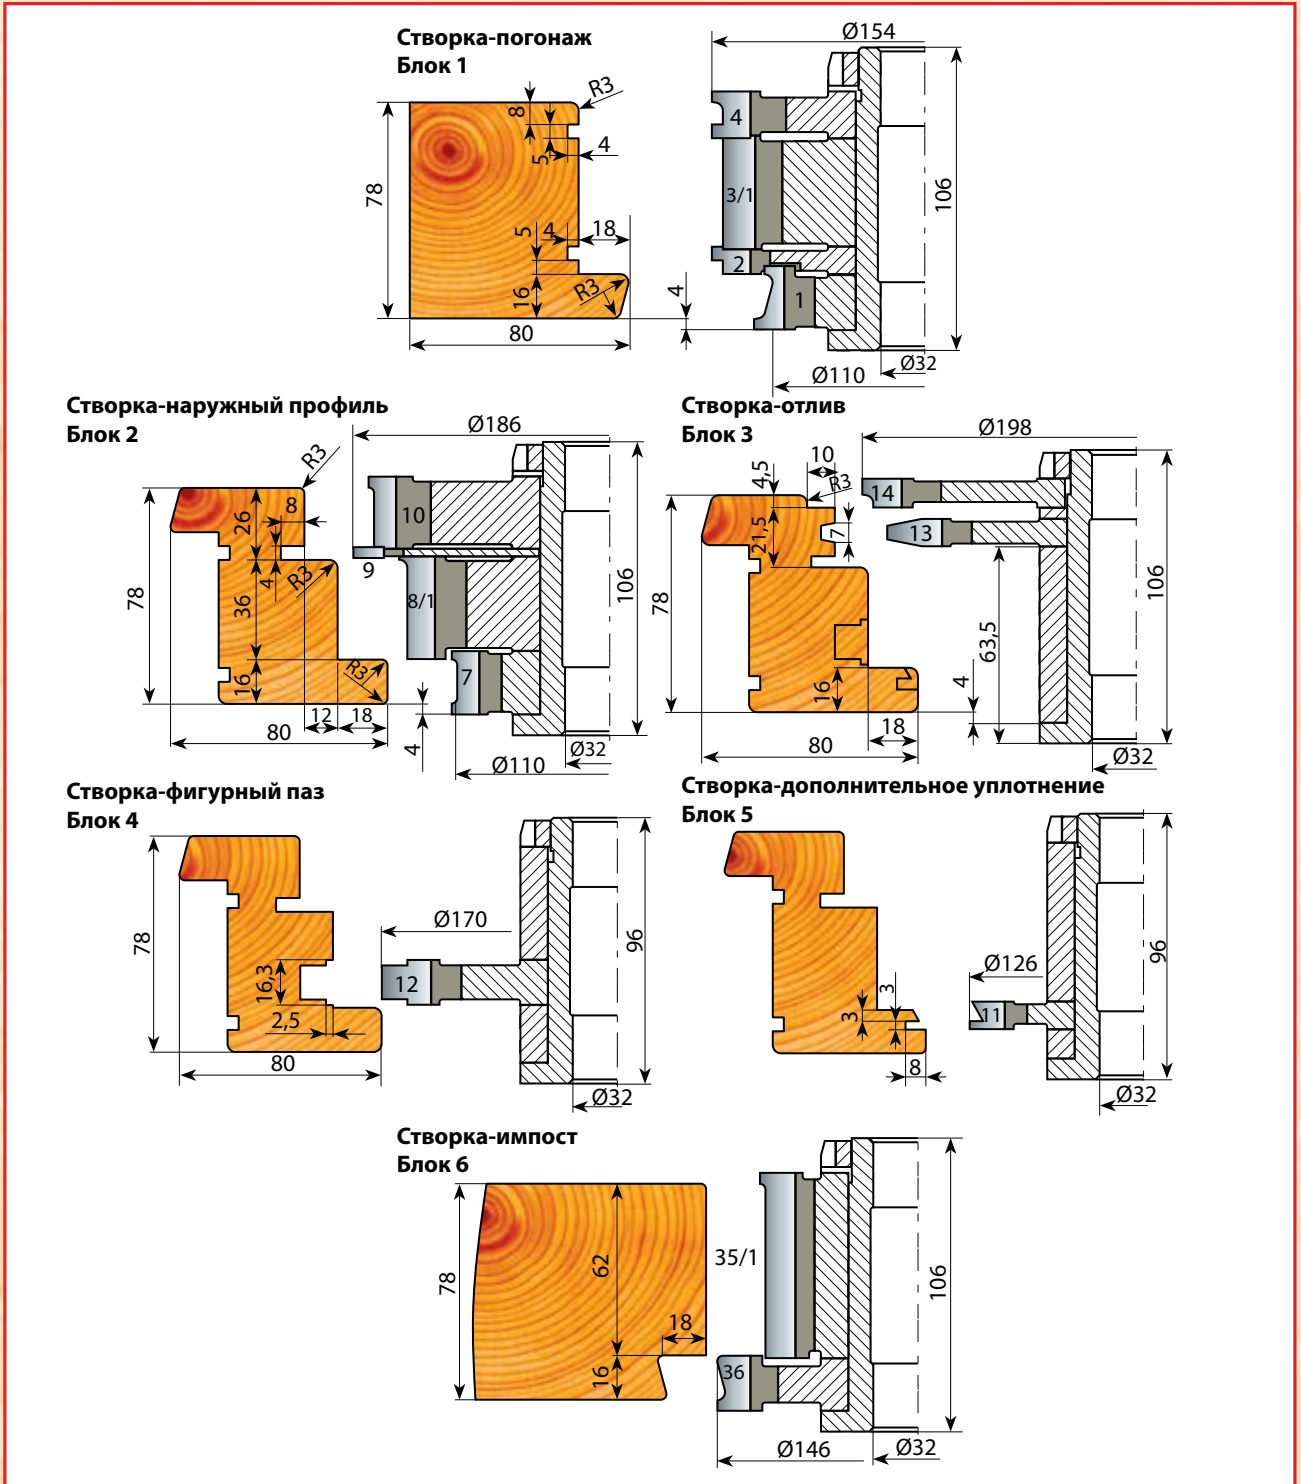 Створка-погонаж
Блок 1
Ø154
R3
8
4
5
78
4
3/1
106
5
4
18
2
16
R3
4
1
80
Ø32
Ø110
Створка-наружный профиль
Блок 2
Ø186
R3
8
26
10
4
R3
9
78
36
8/1
106
16
R3
7
12
18
80
4
Ø32
Ø110
Створка-отлив
Блок 3
Ø198
10
4,5
R3
14
21,5
7
13
78
106
63,5
16
4
18
80
Ø32
Створка-фигурный паз
Блок 4
Ø170
78
96
16,3
12
2,5
80
Ø32
Створка-дополнительное уплотнение
Блок 5
96
Ø126
3
3
11
8
Ø32
Створка-импост
Блок 6
62
35/1
78
106
18
16
36
Ø146
Ø32